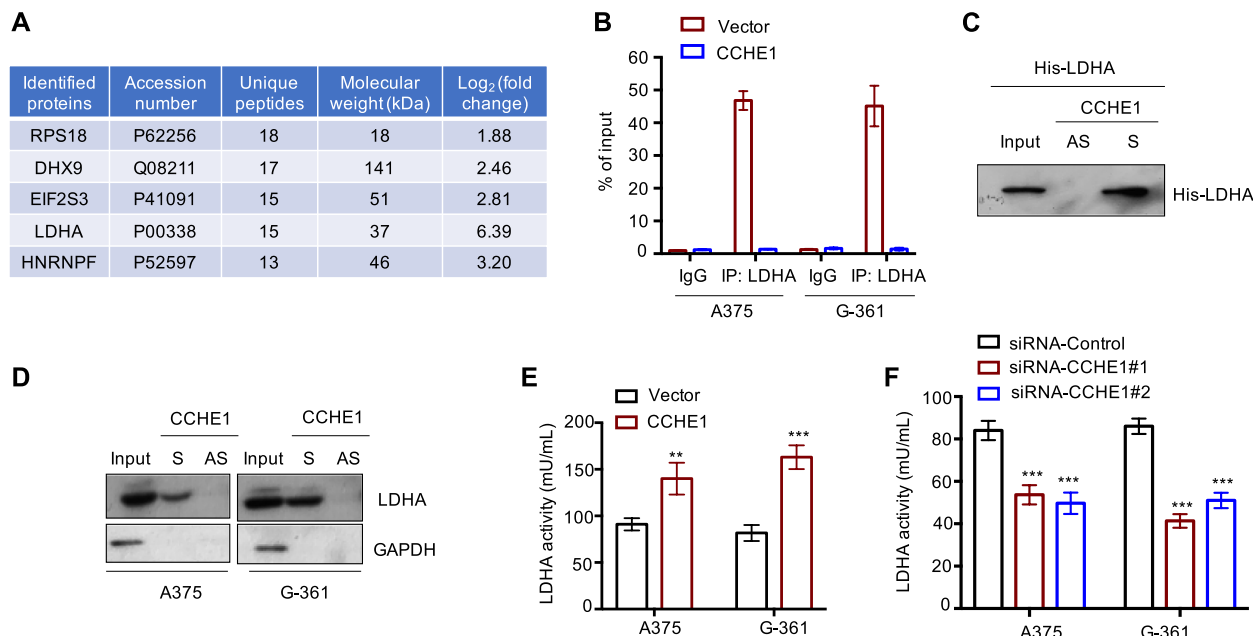 A
Identified proteins Accession number Unique peptides Molecular weight (kDa) Log2 (fold change)
RPS18 P62256 18 18 1.88
DHX9 Q08211 17 141 2.46
EIF2S3 P41091 15 51 2.81
LDHA P00338 15 37 6.39
HNRNPF P52597 13 46 3.20
B
Vector
CCHE1
% of input
60
50
40
30
20
10
0
IgG IP: LDHA IgG IP: LDHA
A375 G-361
C
His-LDHA
CCHE1
Input AS S
His-LDHA
D
CCHE1 CCHE1
Input S AS Input S AS
LDHA
GAPDH
A375 G-361
E
Vector
CCHE1
LDHA activity (mU/mL)
200
150
100
50
0
** ***
A375 G-361
F
siRNA-Control
siRNA-CCHE1#1
siRNA-CCHE1#2
LDHA activity (mU/mL)
100
80
60
40
20
0
*** *** *** ***
A375 G-361